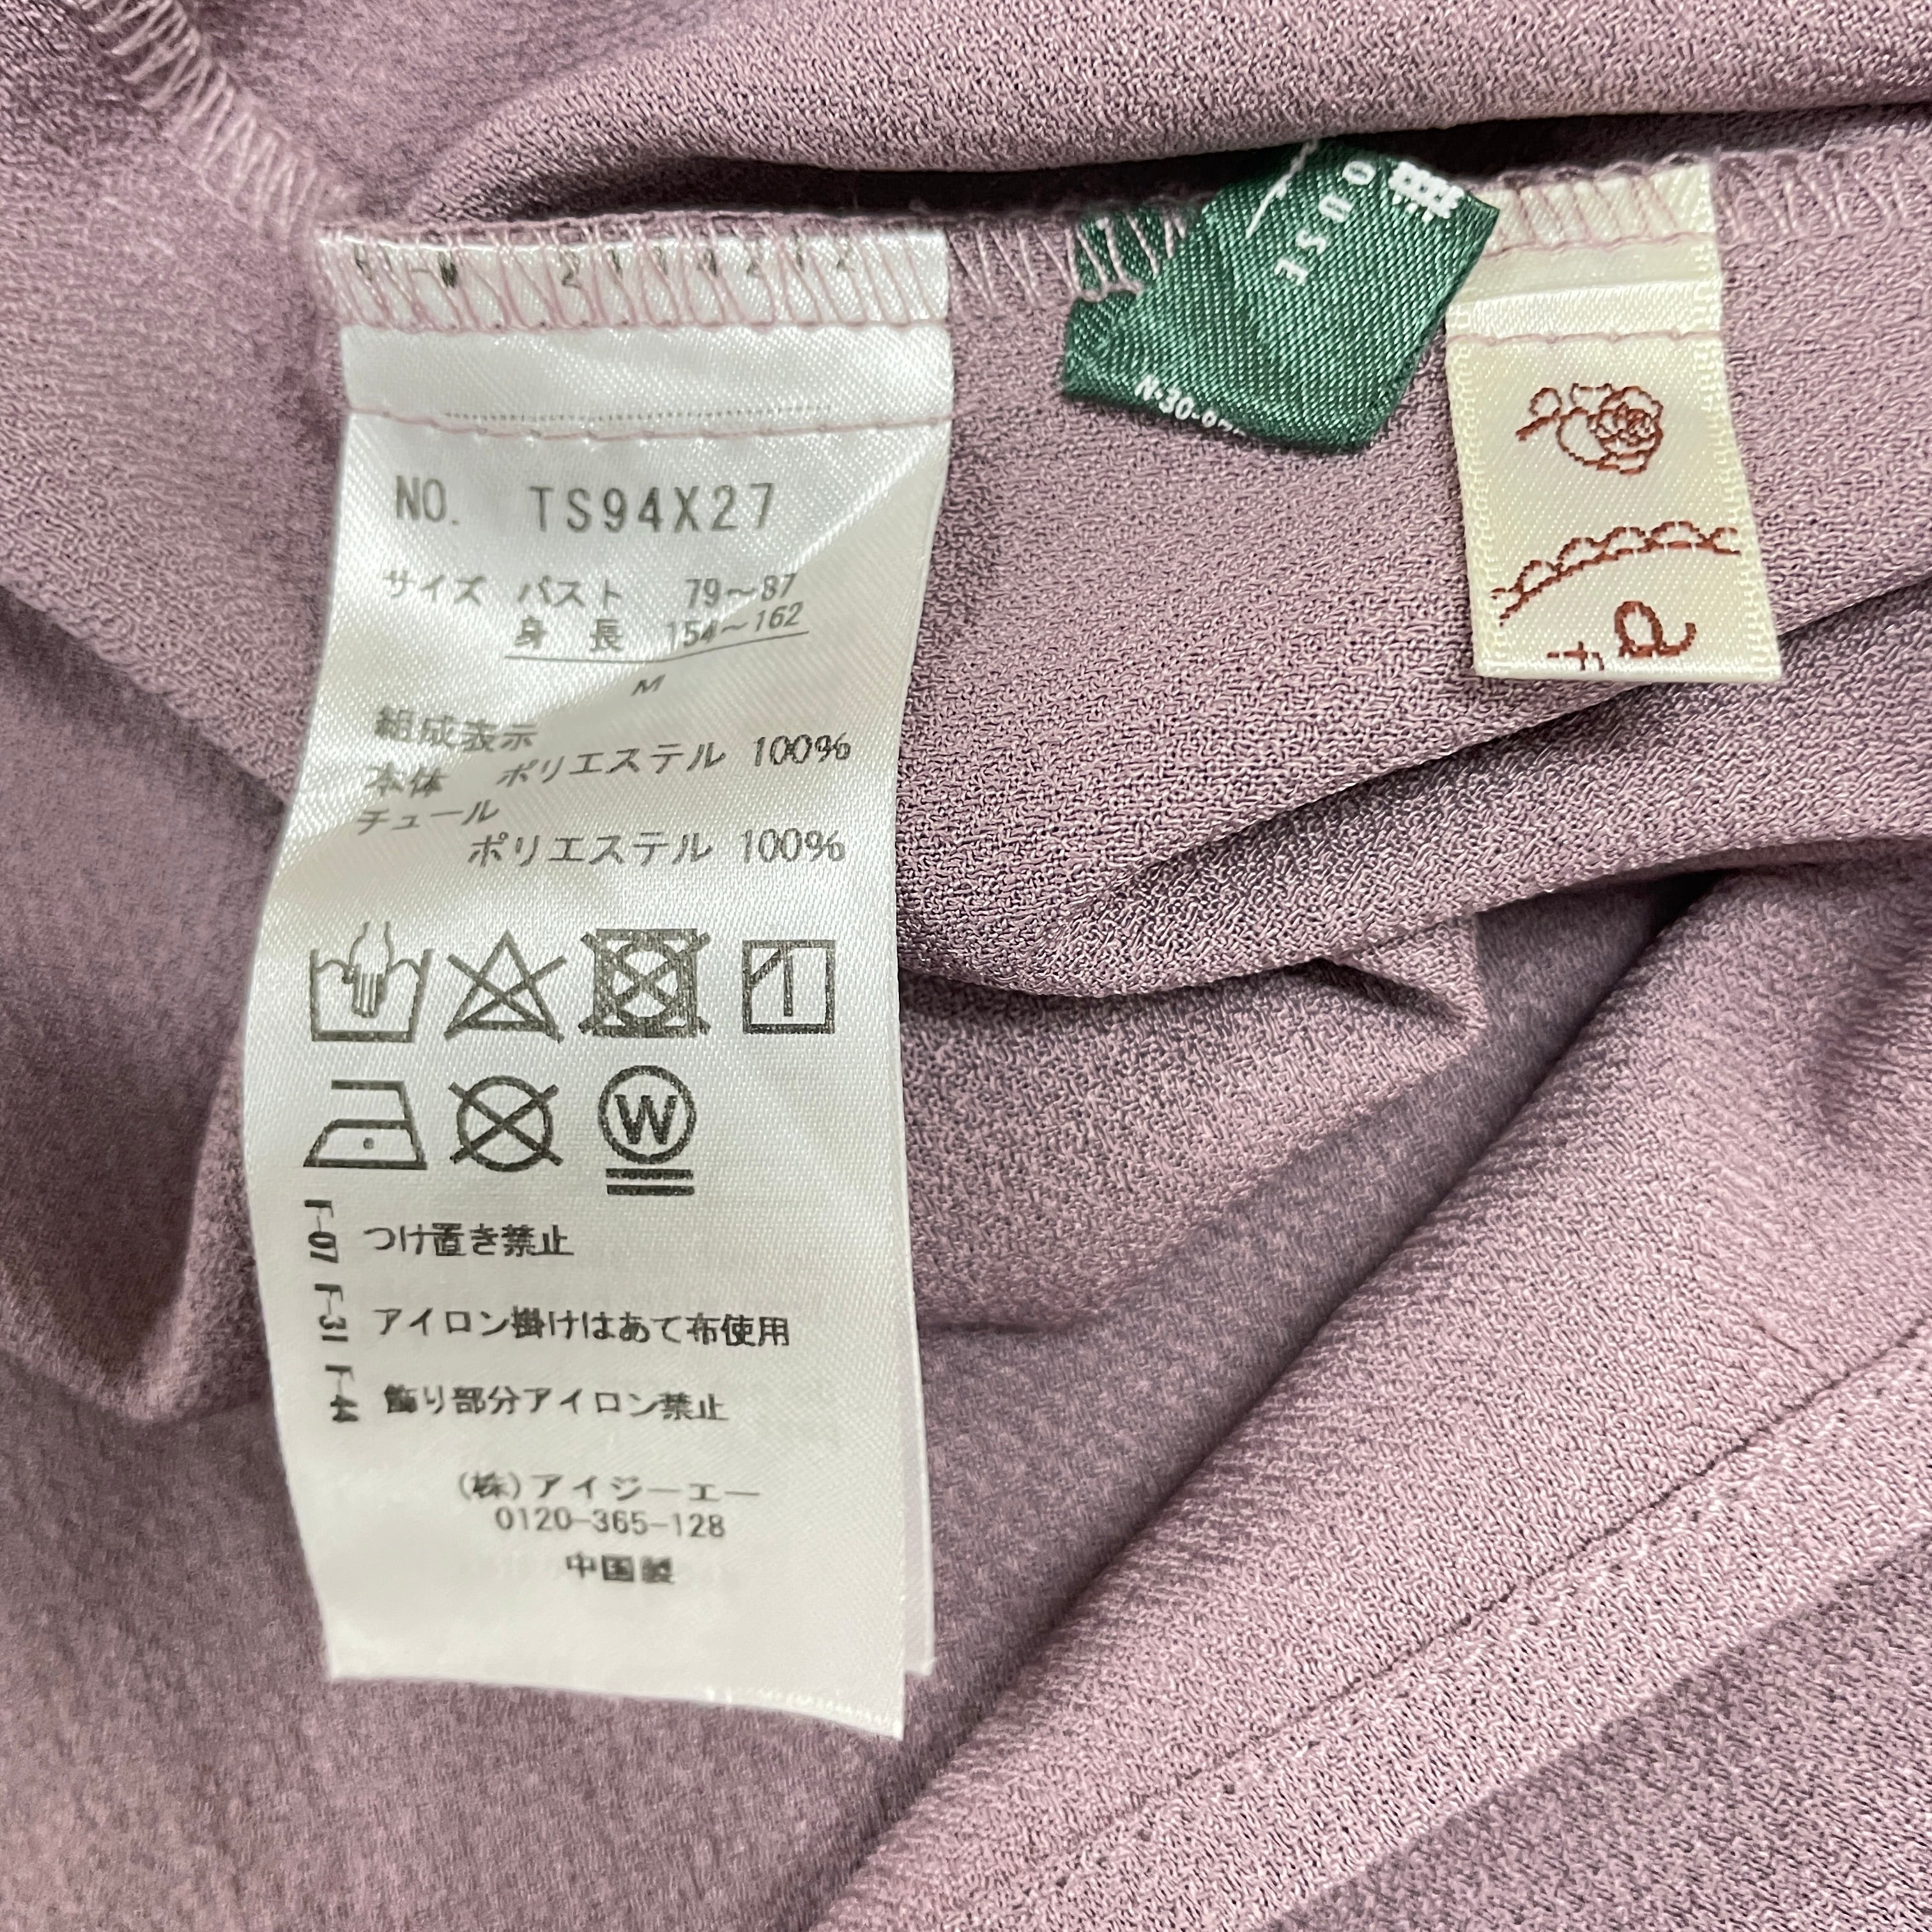 NO. TS94X27
サイズ バスト 79～87
身 長 154～162
M
組成表示
本体 ポリエステル 100%
チュール
ポリエステル 100%
W
F-07 つけ置き禁止
F-31 アイロン掛けはあて布使用
F-44 飾り部分アイロン禁止
(株)アイジーエー
0120-365-128
中国製
OUSE
N-30-0